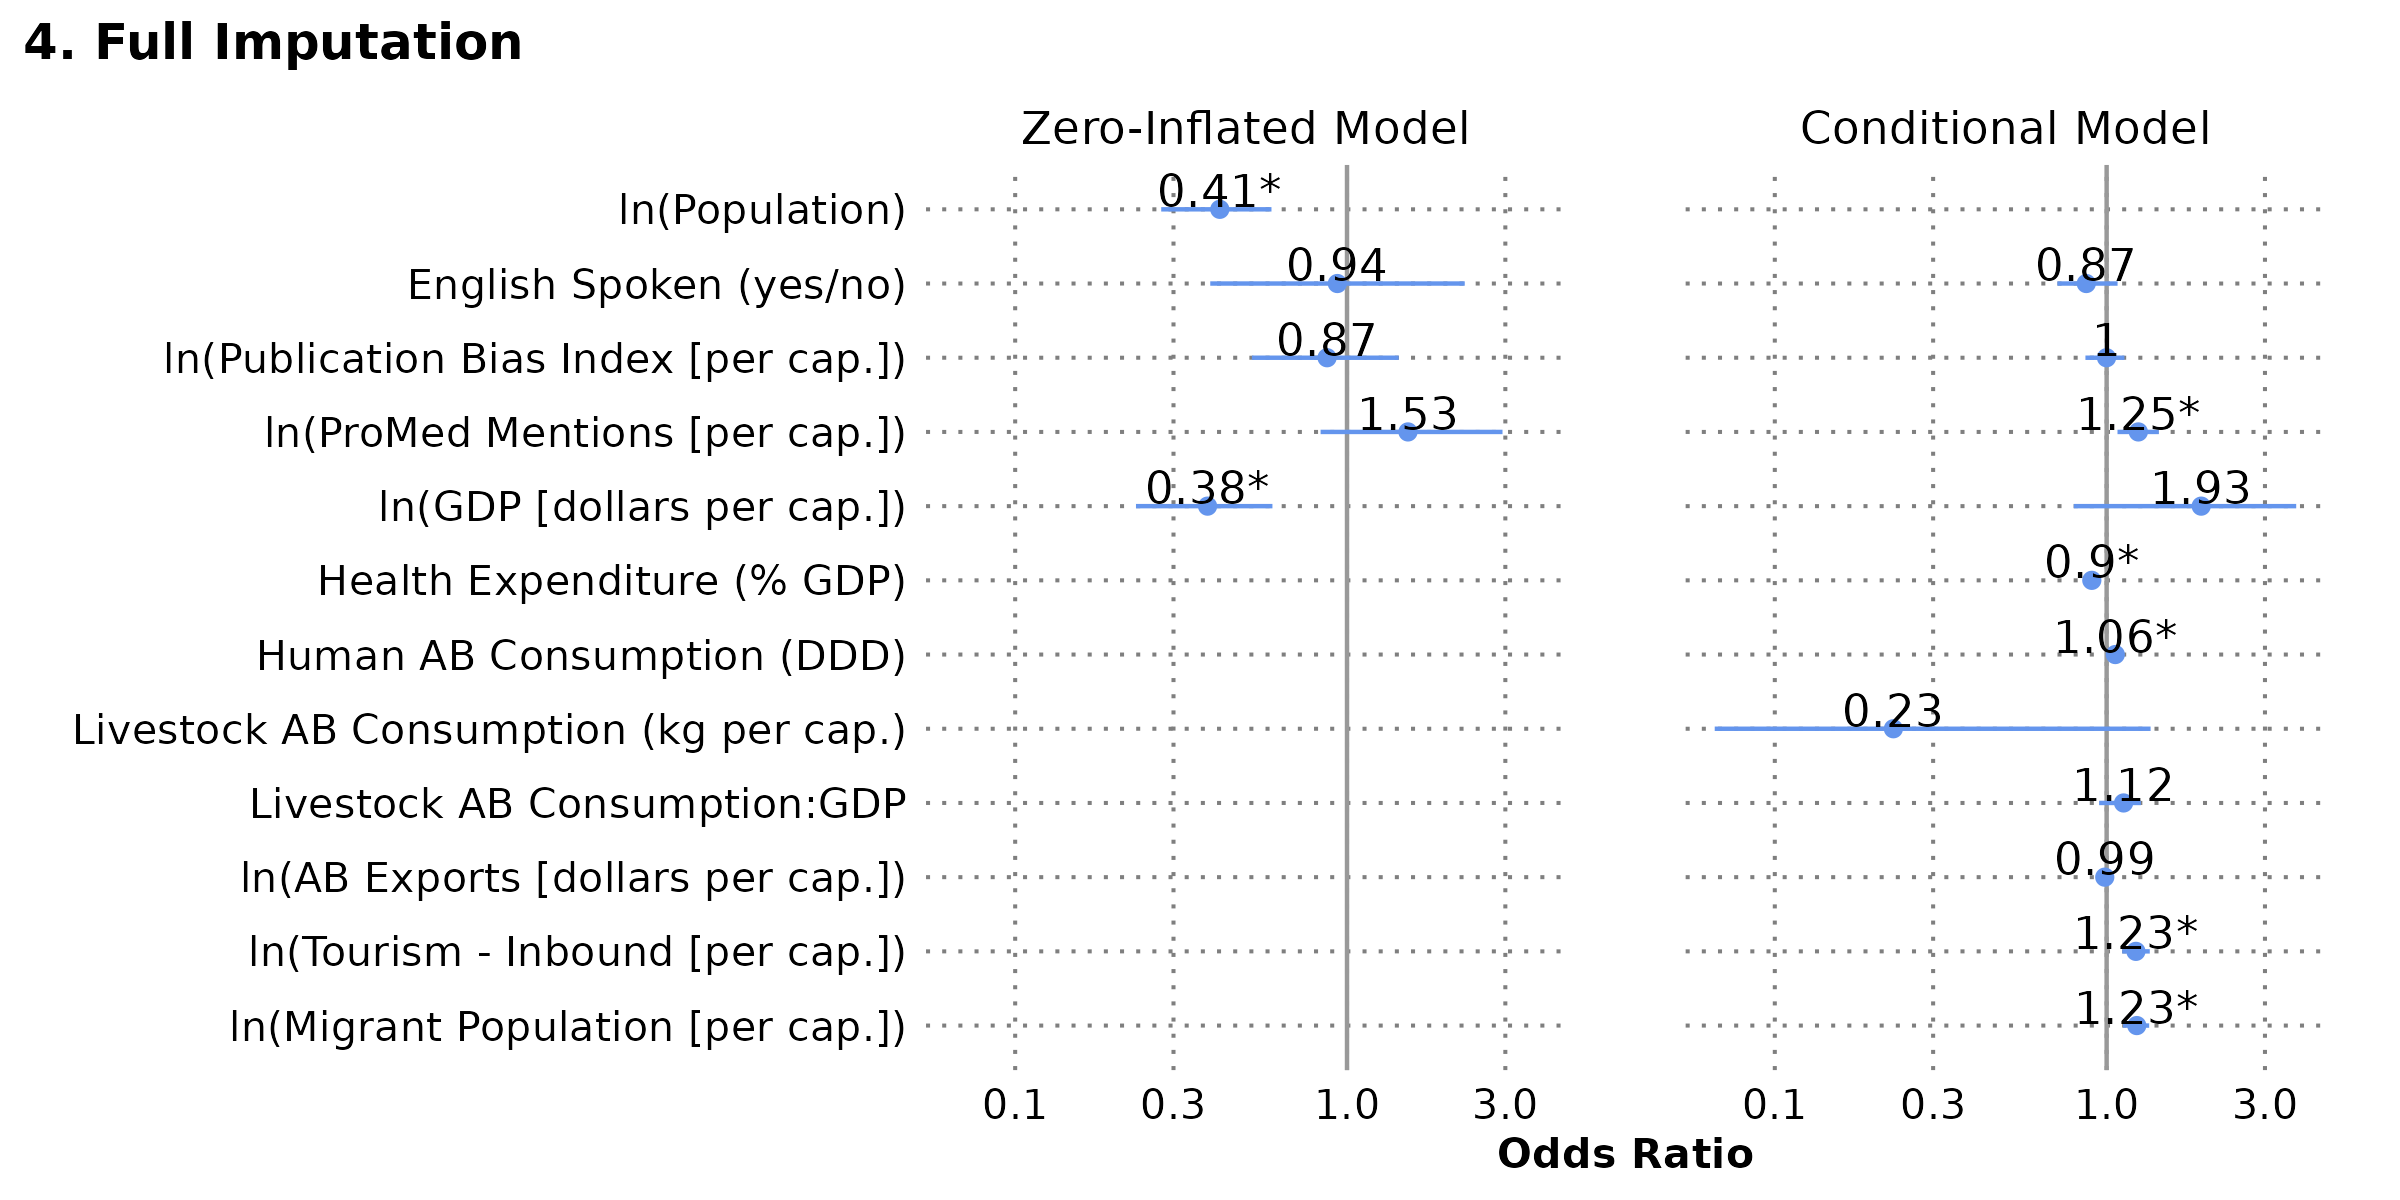 4. Full Imputation
Zero-Inflated Model Conditional Model
ln(Population) 0.41*
English Spoken (yes/no) 0.94 0.87
ln(Publication Bias Index [per cap.]) 0.87 1
ln(ProMed Mentions [per cap.]) 1.53 1.25*
ln(GDP [dollars per cap.]) 0.38* 1.93
Health Expenditure (% GDP) 0.9*
Human AB Consumption (DDD) 1.06*
Livestock AB Consumption (kg per cap.) 0.23
Livestock AB Consumption:GDP 1.12
ln(AB Exports [dollars per cap.]) 0.99
ln(Tourism - Inbound [per cap.]) 1.23*
ln(Migrant Population [per cap.]) 1.23*
0.1 0.3 1.0 3.0 0.1 0.3 1.0 3.0
Odds Ratio